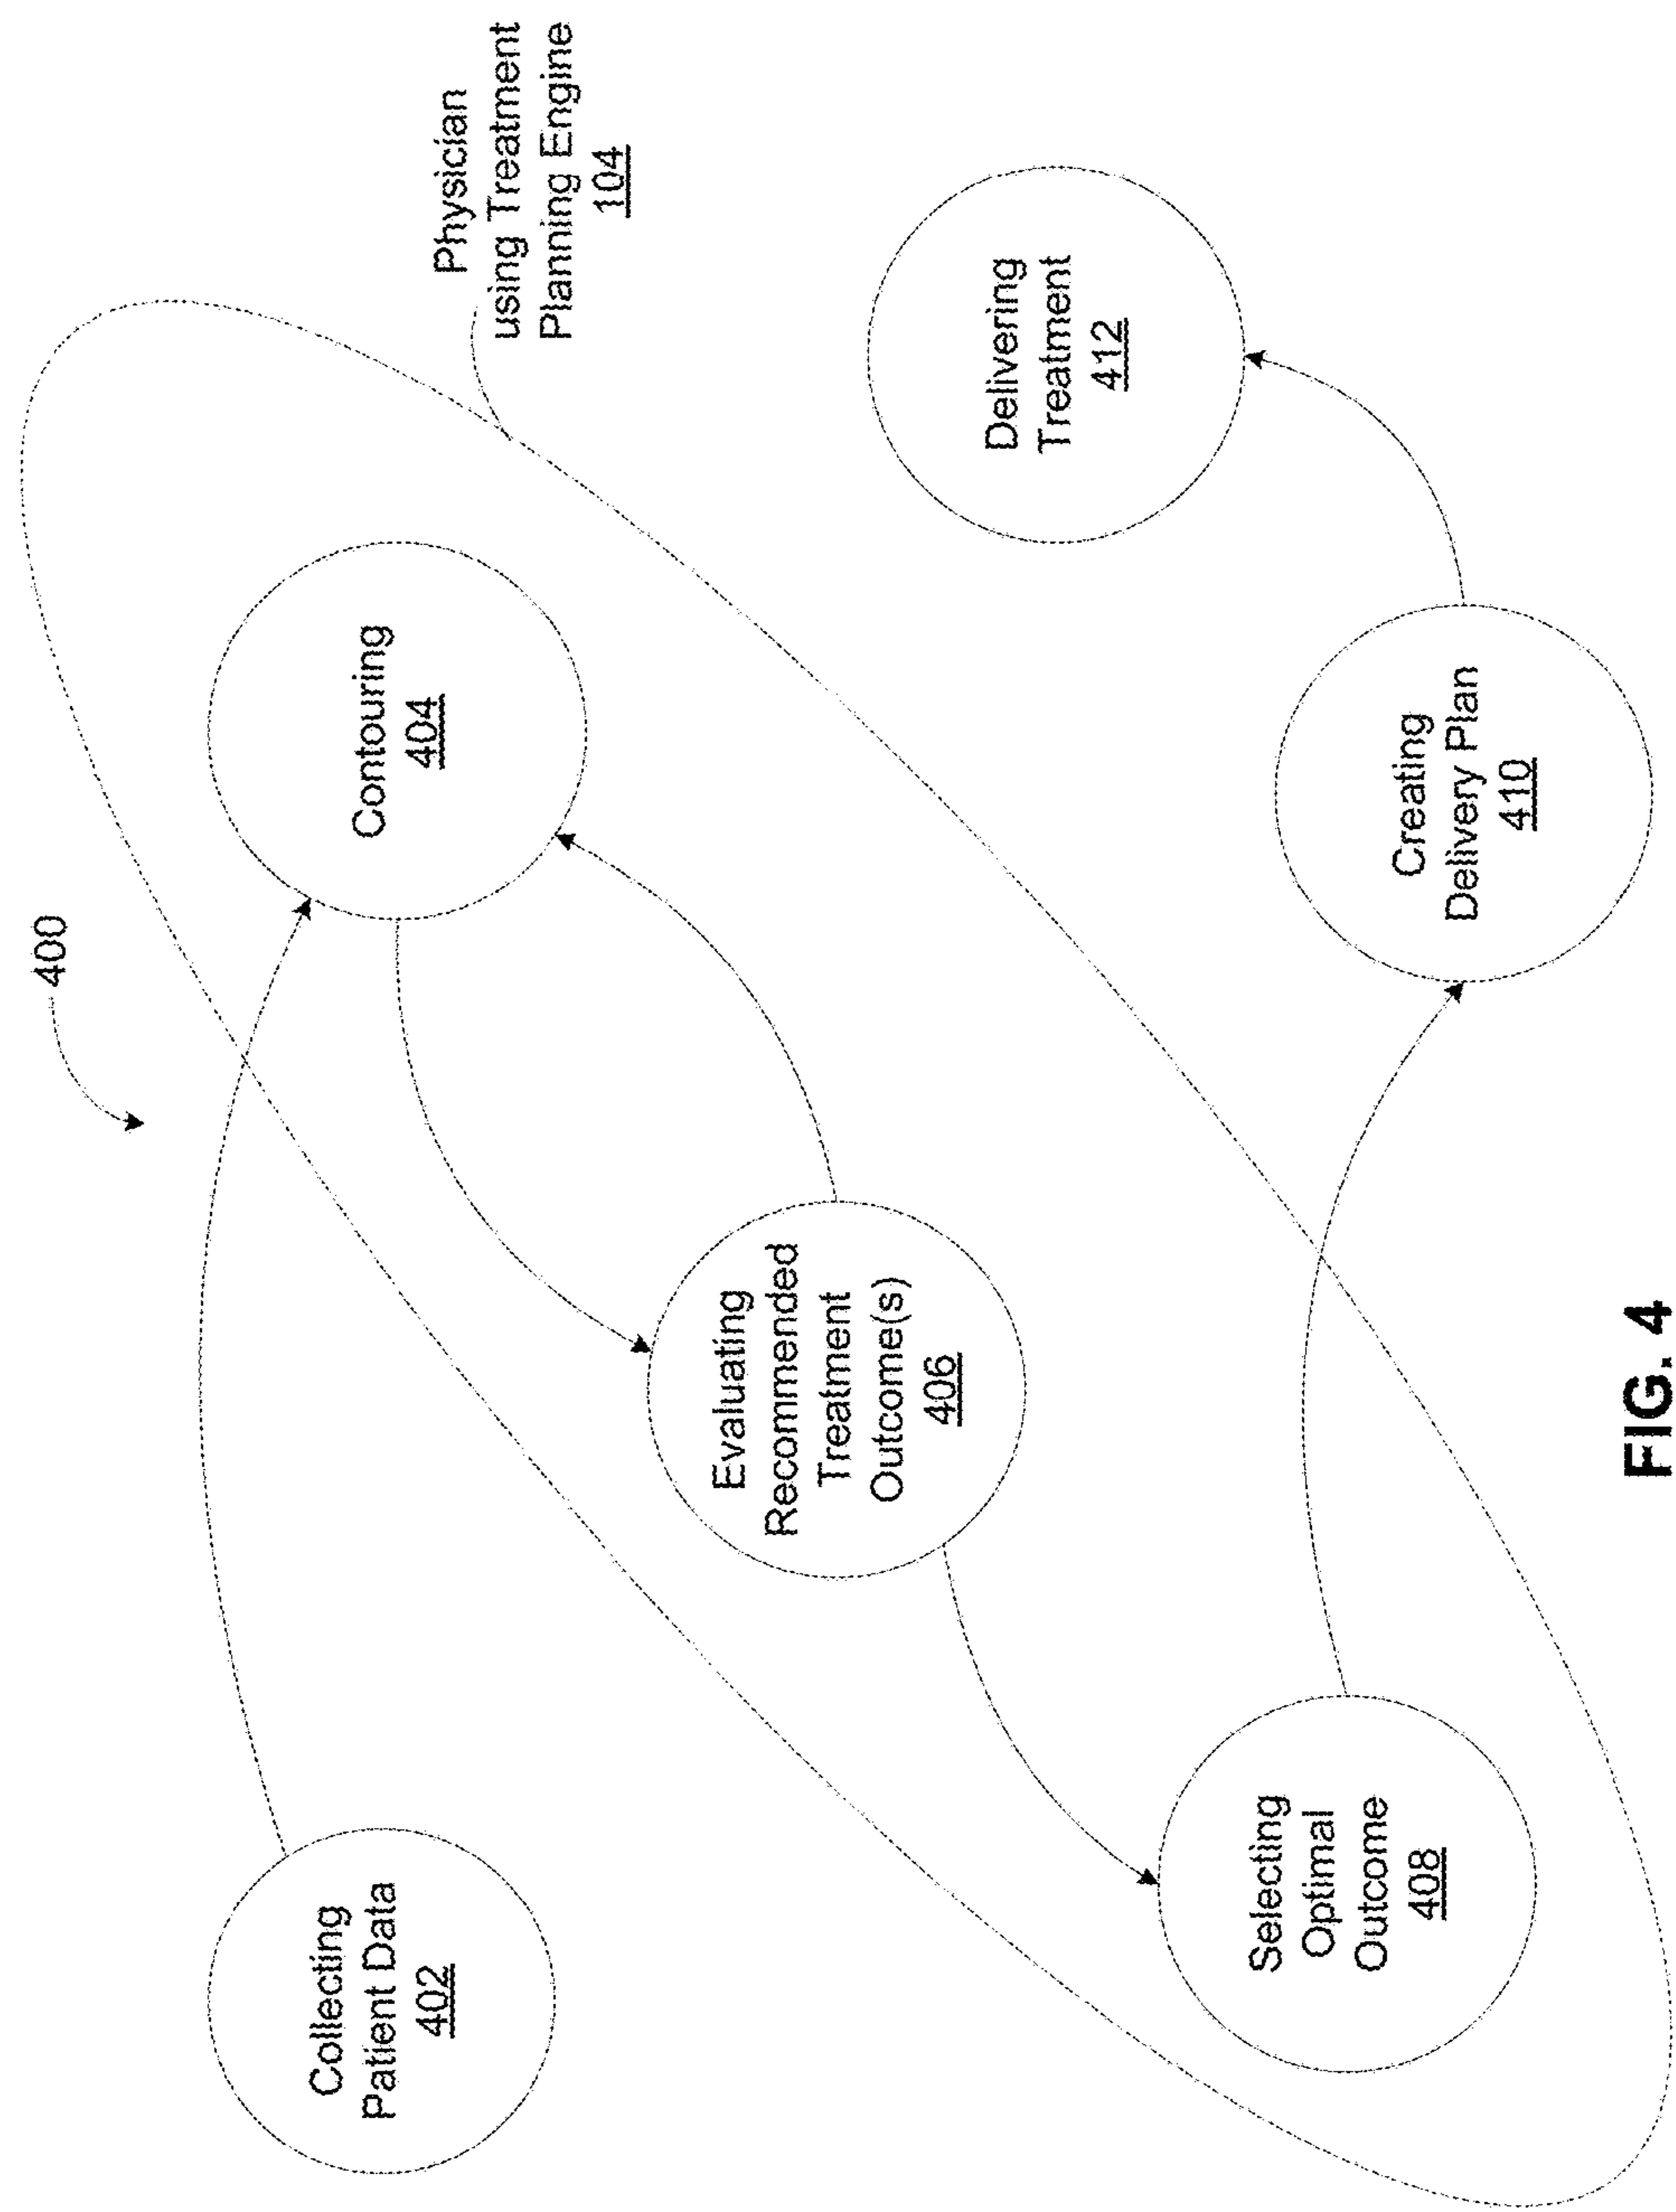 400
Collecting
Patient Data
402
Contouring
404
Physician
using Treatment
Planning Engine
104
Evaluating
Recommended
Treatment
Outcome(s)
406
Delivering
Treatment
412
Selecting
Optimal
Outcome
408
Creating
Delivery Plan
410
FIG. 4